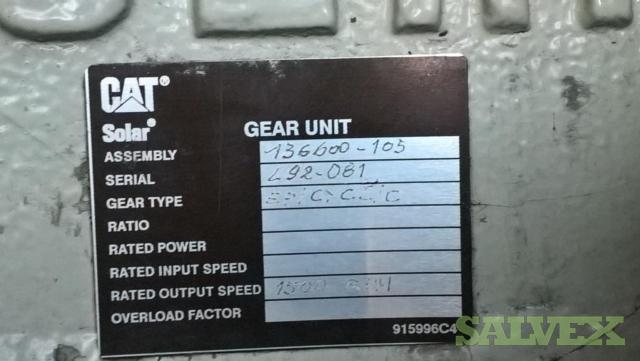 CAT®
Solar®
GEAR UNIT
ASSEMBLY 136600-105
SERIAL L92-081
GEAR TYPE EPICYCLIC
RATIO
RATED POWER
RATED INPUT SPEED
RATED OUTPUT SPEED 1500
OVERLOAD FACTOR
915996C4
SALVEX